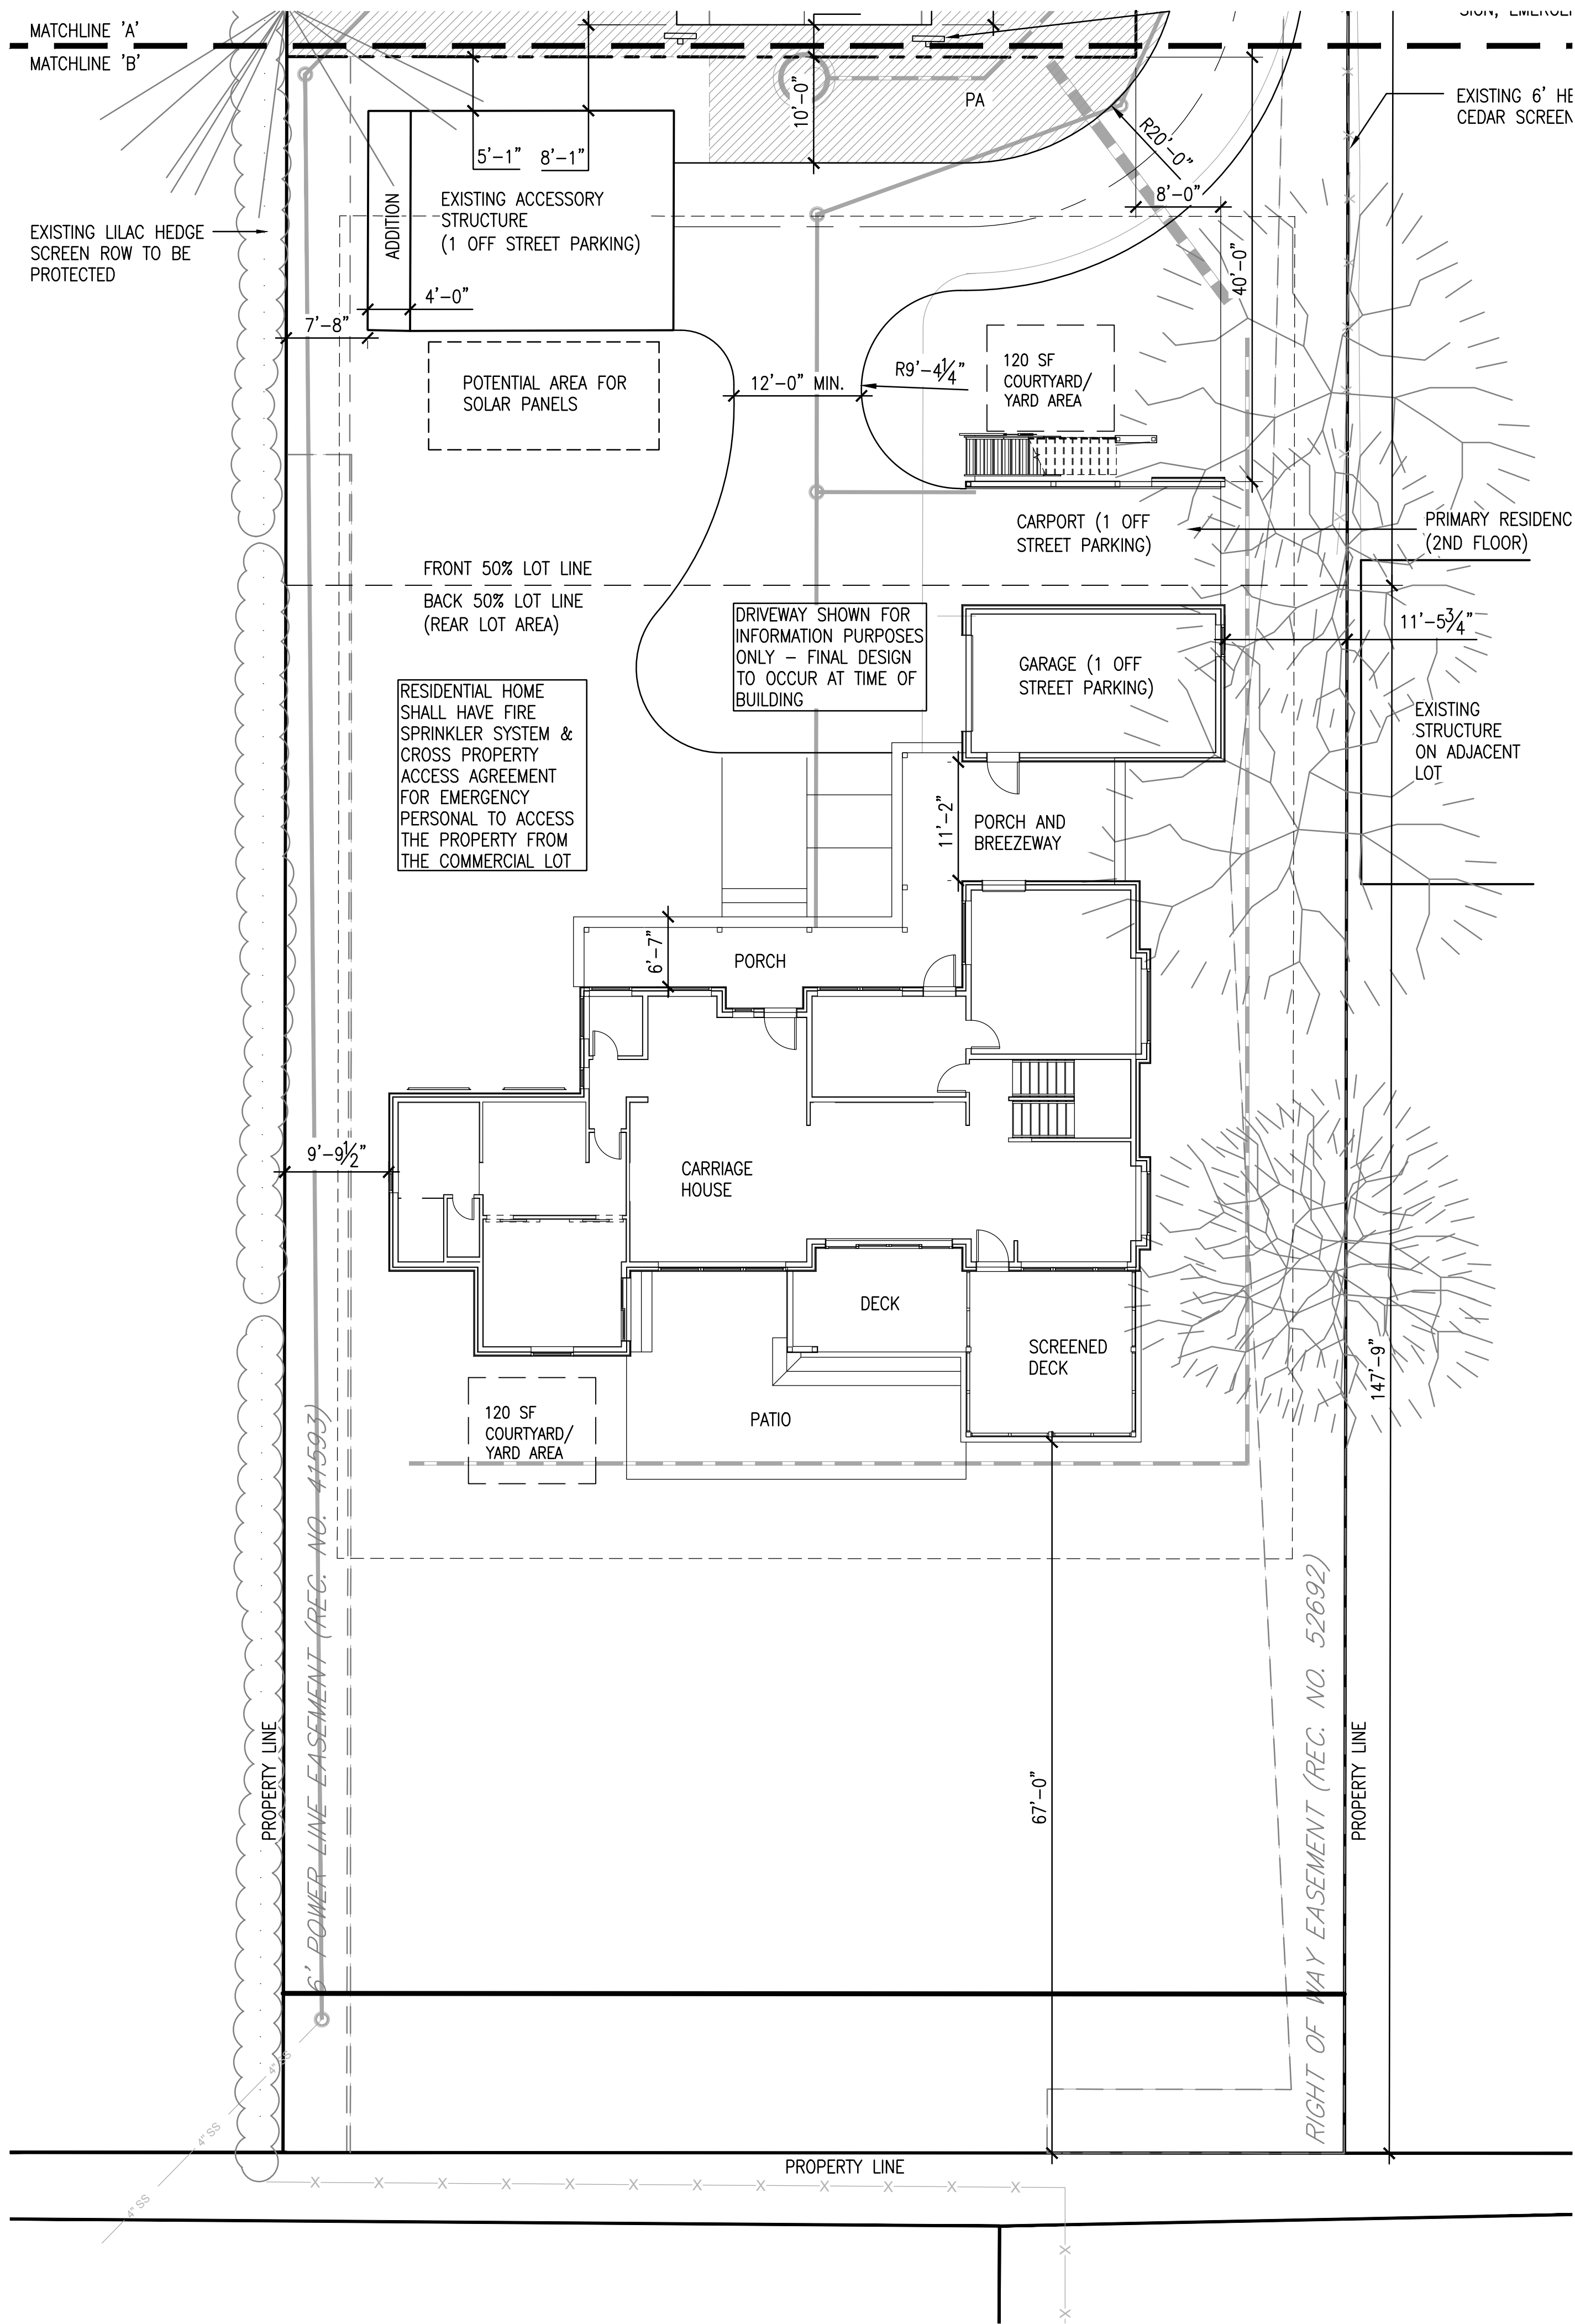 MATCHLINE 'A'
MATCHLINE 'B'
10'-0"
PA
EXISTING 6' HE
CEDAR SCREEN
R20'-0"
5'-1"
8'-1"
8'-0"
EXISTING ACCESSORY
STRUCTURE
(1 OFF STREET PARKING)
ADDITION
EXISTING LILAC HEDGE
SCREEN ROW TO BE
PROTECTED
40'-0"
4'-0"
7'-8"
POTENTIAL AREA FOR
SOLAR PANELS
12'-0" MIN.
R9'-4¼"
120 SF
COURTYARD/
YARD AREA
CARPORT (1 OFF
STREET PARKING)
PRIMARY RESIDENC
(2ND FLOOR)
FRONT 50% LOT LINE
BACK 50% LOT LINE
(REAR LOT AREA)
DRIVEWAY SHOWN FOR
INFORMATION PURPOSES
ONLY – FINAL DESIGN
TO OCCUR AT TIME OF
BUILDING
11'-5¾"
GARAGE (1 OFF
STREET PARKING)
RESIDENTIAL HOME
SHALL HAVE FIRE
SPRINKLER SYSTEM &
CROSS PROPERTY
ACCESS AGREEMENT
FOR EMERGENCY
PERSONAL TO ACCESS
THE PROPERTY FROM
THE COMMERCIAL LOT
EXISTING
STRUCTURE
ON ADJACENT
LOT
11'-2"
PORCH AND
BREEZEWAY
6'-7"
PORCH
9'-9½"
CARRIAGE
HOUSE
DECK
SCREENED
DECK
147'-9"
120 SF
COURTYARD/
YARD AREA
PATIO
6' POWER LINE EASEMENT (REC. NO. 41593)
RIGHT OF WAY EASEMENT (REC. NO. 52692)
PROPERTY LINE
PROPERTY LINE
67'-0"
4" SS
4" SS
4" SS
PROPERTY LINE
X X X X X X X X X X X X
X
X